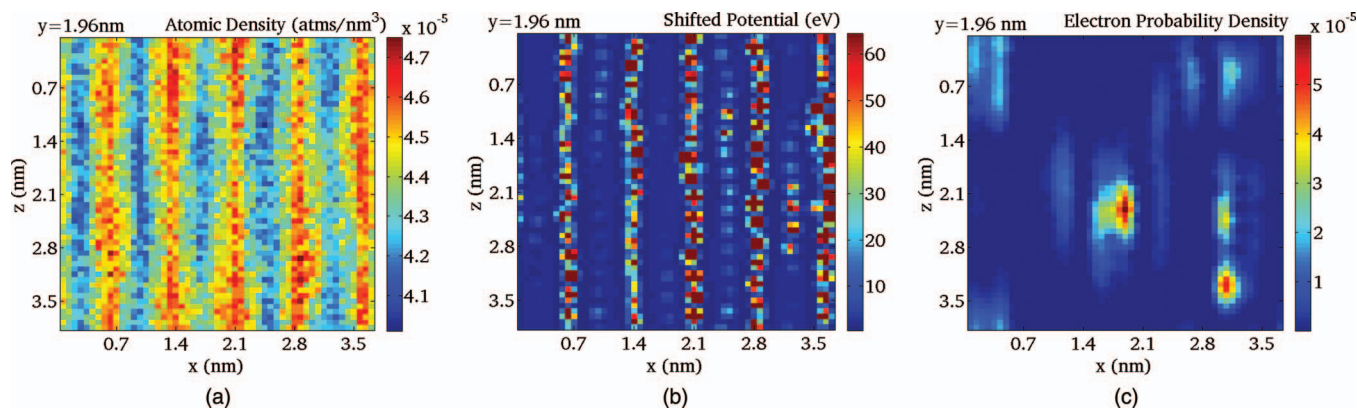 y=1.96nm Atomic Density (atms/nm³) x 10⁻⁵
4.7
4.6
4.5
4.4
4.3
4.2
4.1
0.7
1.4
2.1
2.8
3.5
z (nm)
0.7 1.4 2.1 2.8 3.5
x (nm)
(a)
y=1.96 nm Shifted Potential (eV)
60
50
40
30
20
10
0.7
1.4
2.1
2.8
3.5
z (nm)
0.7 1.4 2.1 2.8 3.5
x (nm)
(b)
y=1.96 nm Electron Probability Density x 10⁻⁵
5
4
3
2
1
0.7
1.4
2.1
2.8
3.5
z (nm)
0.7 1.4 2.1 2.8 3.5
x (nm)
(c)